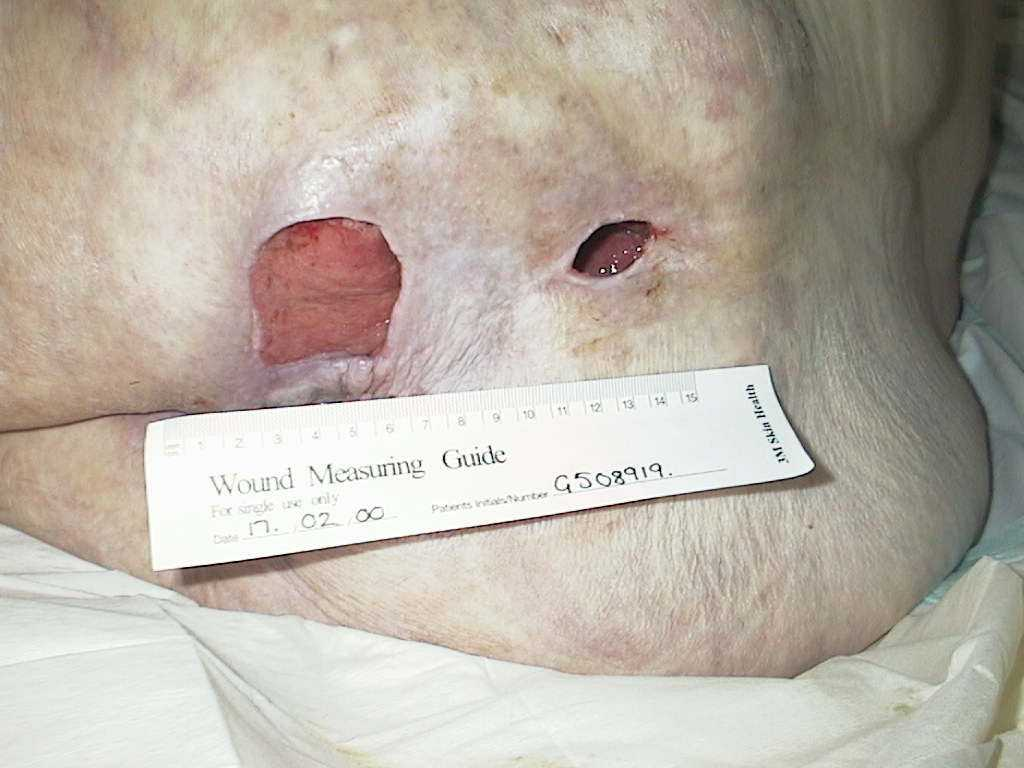 1 2 3 4 5 6 7 8 9 10 11 12 13 14 15
Wound Measuring Guide
For single use only
Date 17./02/00
Patients Initials/Number GJ08919.
3M Skin Health